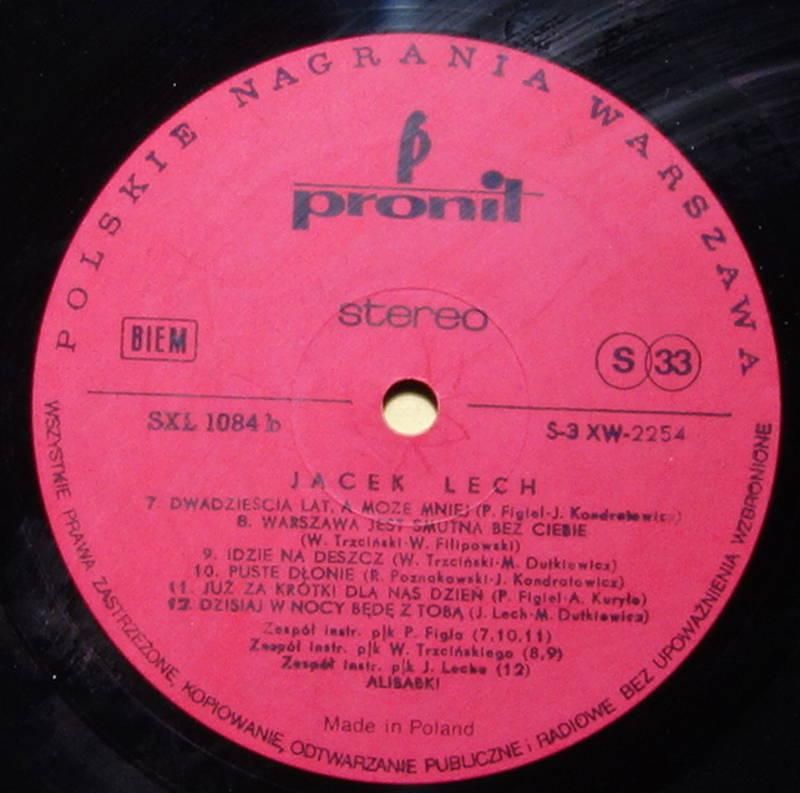 POLSKIE NAGRANIA WARSZAWA
p
pronit
stereo
BIEM
S 33
SXL 1084 b
S-3 XW-2254
JACEK LECH
7. DWADZIEŚCIA LAT, A MOŻE MNIEJ (P. Figiel-J. Kondratowicz)
8. WARSZAWA JEST SMUTNA BEZ CIEBIE
(W. Trzciński-W. Filipowski)
9. IDZIE NA DESZCZ (W. Trzciński-M. Dutkiewicz)
10. PUSTE DŁONIE (R. Poznakowski-J. Kondratowicz)
11. JUŻ ZA KRÓTKI DLA NAS DZIEŃ (P. Figiel-A. Kuryło)
12. DZISIAJ W NOCY BĘDĘ Z TOBĄ (J. Lech-M. Dutkiewicz)
Zespół instr. p/k P. Figla (7,10,11)
Zespół instr. p/k W. Trzcińskiego (8,9)
Zespół instr. p/k J. Lecha (12)
ALIBABKI
Made in Poland
WSZYSTKIE PRAWA ZASTRZEŻONE, KOPIOWANIE, ODTWARZANIE PUBLICZNE i RADIOWE BEZ UPOWAŻNIENIA WZBRONIONE